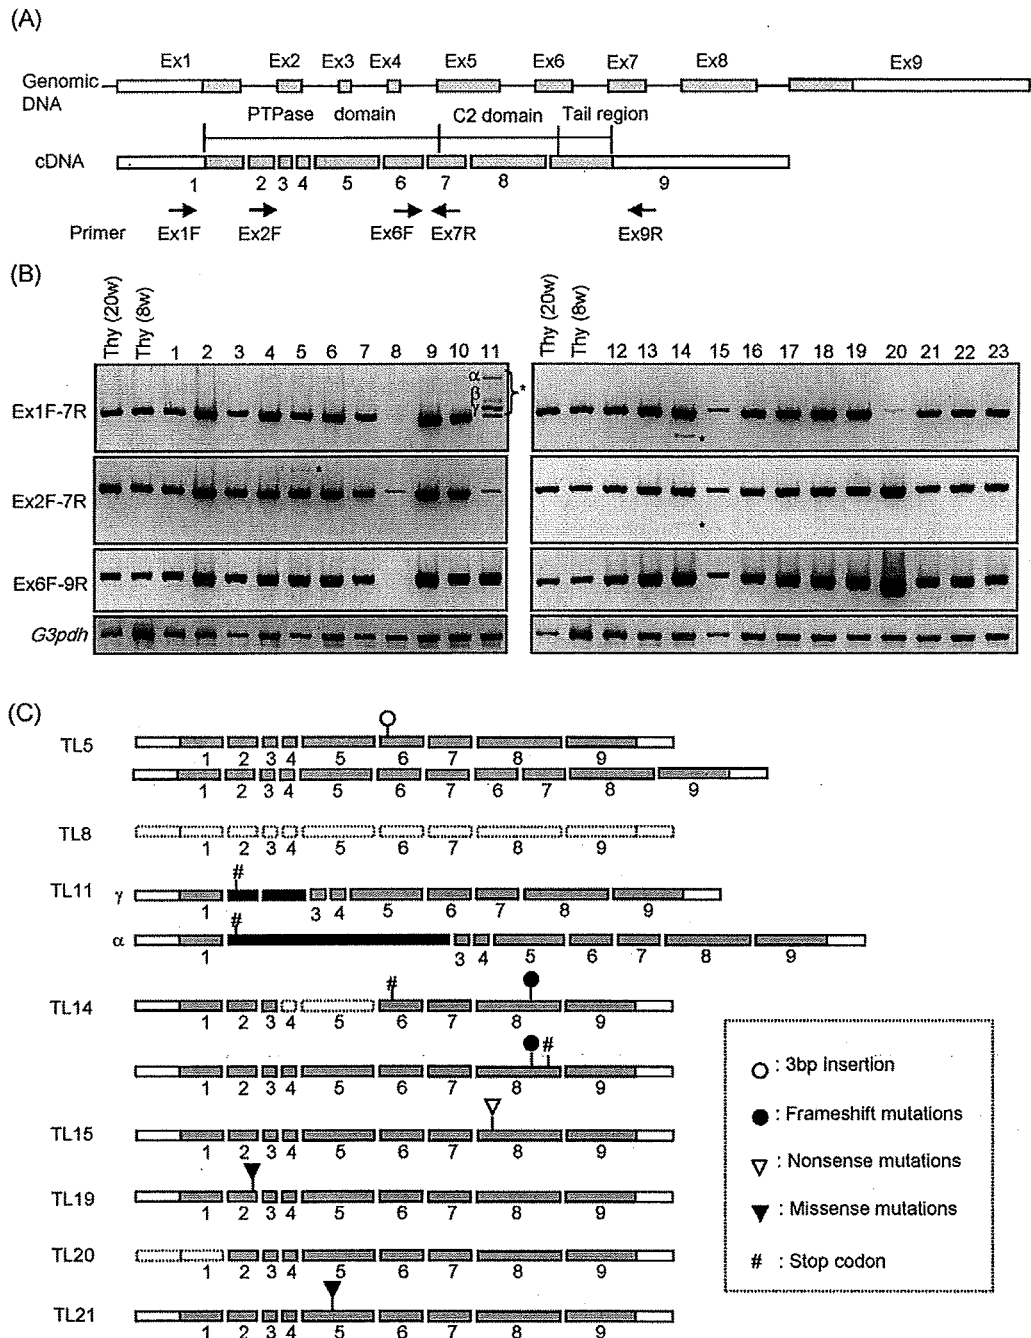 (A)
Ex1 Ex2 Ex3 Ex4 Ex5 Ex6 Ex7 Ex8 Ex9
Genomic
DNA
PTPase domain C2 domain Tail region
cDNA
1 2 3 4 5 6 7 8 9
Primer Ex1F Ex2F Ex6F Ex7R Ex9R
(B)
Thy (20w) Thy (8w) 1 2 3 4 5 6 7 8 9 10 11
Thy (20w) Thy (8w) 12 13 14 15 16 17 18 19 20 21 22 23
Ex1F-7R
α
β
γ
*
*
Ex2F-7R
*
*
Ex6F-9R
G3pdh
(C)
TL5
1 2 3 4 5 6 7 8 9
1 2 3 4 5 6 7 6 7 8 9
TL8
1 2 3 4 5 6 7 8 9
#
TL11 γ
1 3 4 5 6 7 8 9
#
α
1 3 4 5 6 7 8 9
#
TL14
1 2 3 4 5 6 7 8 9
#
1 2 3 4 5 6 7 8 9
TL15
1 2 3 4 5 6 7 8 9
TL19
1 2 3 4 5 6 7 8 9
TL20
1 2 3 4 5 6 7 8 9
TL21
1 2 3 4 5 6 7 8 9
: 3bp insertion
: Frameshift mutations
: Nonsense mutations
: Missense mutations
# : Stop codon